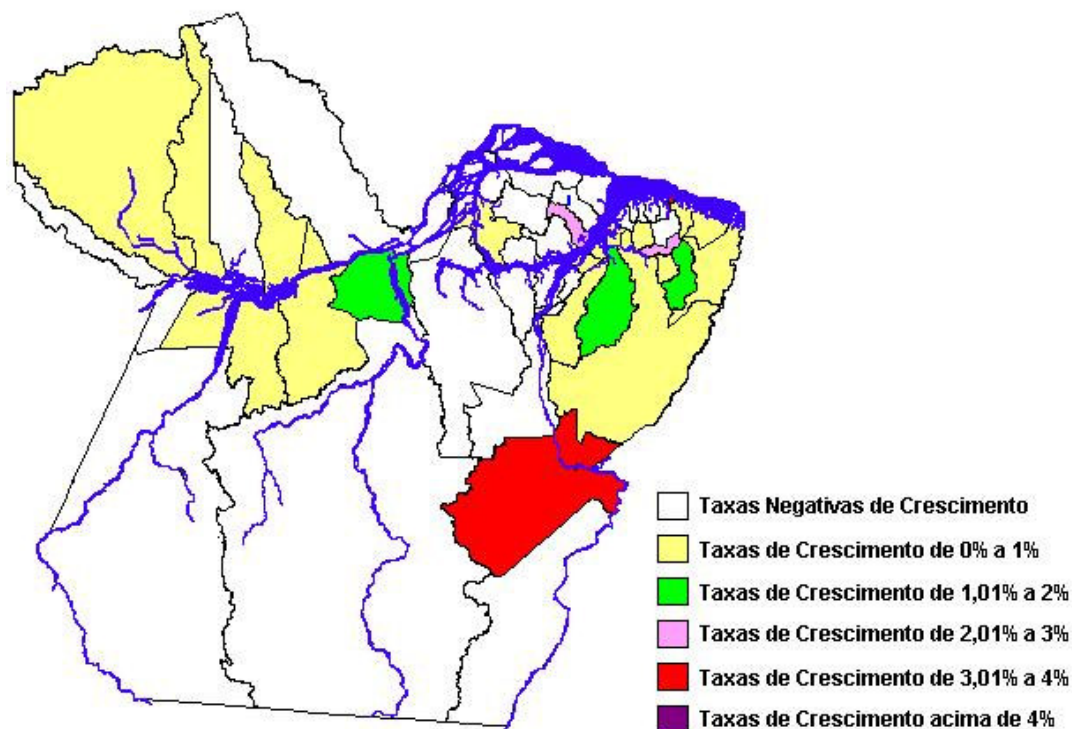 Taxas Negativas de Crescimento
Taxas de Crescimento de 0% a 1%
Taxas de Crescimento de 1,01% a 2%
Taxas de Crescimento de 2,01% a 3%
Taxas de Crescimento de 3,01% a 4%
Taxas de Crescimento acima de 4%